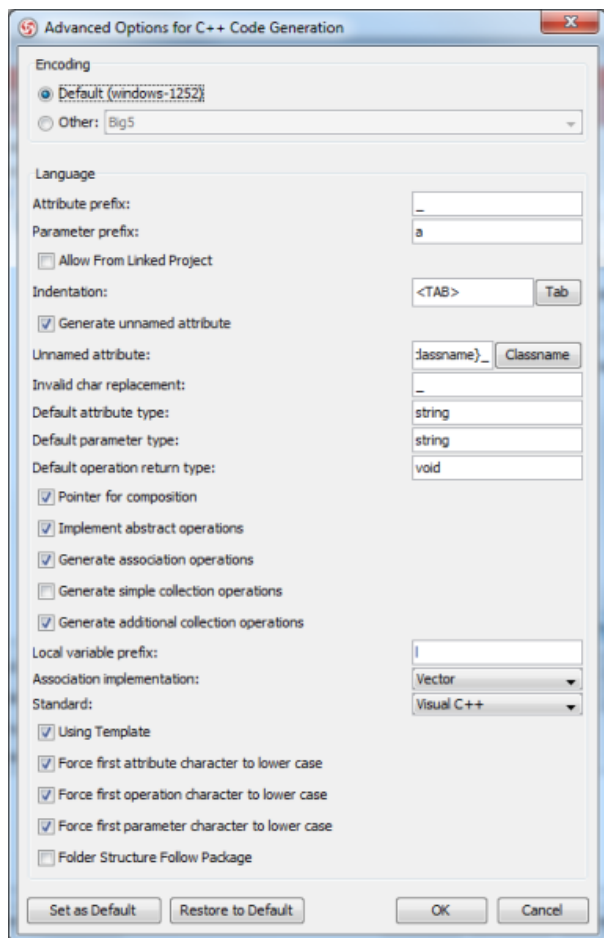 Advanced Options for C++ Code Generation
Encoding
Default (windows-1252)
Other: Big5
Language
Attribute prefix: _
Parameter prefix: a
Allow From Linked Project
Indentation: <TAB> Tab
Generate unnamed attribute
Unnamed attribute: lassname}_ Classname
Invalid char replacement: _
Default attribute type: string
Default parameter type: string
Default operation return type: void
Pointer for composition
Implement abstract operations
Generate association operations
Generate simple collection operations
Generate additional collection operations
Local variable prefix: l
Association implementation: Vector
Standard: Visual C++
Using Template
Force first attribute character to lower case
Force first operation character to lower case
Force first parameter character to lower case
Folder Structure Follow Package
Set as Default Restore to Default OK Cancel